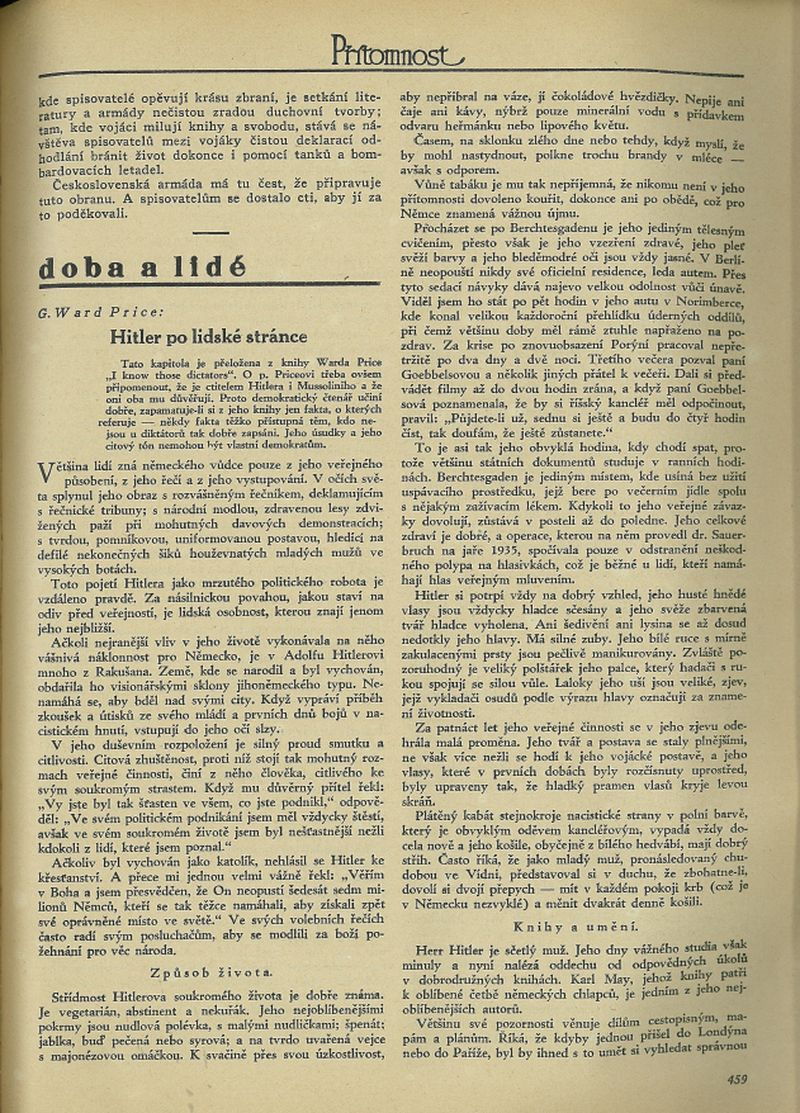 Přítomnost
kde spisovatelé opěvují krásu zbraní, je setkání lite-
ratury a armády nečistou zradou duchovní tvorby;
tam, kde vojáci milují knihy a svobodu, stává se ná-
vštěva spisovatelů mezi vojáky čistou deklarací od-
hodlání bránit život dokonce i pomocí tanků a bom-
bardovacích letadel.
Československá armáda má tu čest, že připravuje
tuto obranu. A spisovatelům se dostalo cti, aby jí za
to poděkovali.
doba a lidé
G. Ward Price:
Hitler po lidské stránce
Tato kapitola je přeložena z knihy Warda Price
„I know those dictators“. O p. Priceovi třeba ovšem
připomenout, že je ctitelem Hitlera i Mussoliniho a že
oni oba mu důvěřují. Proto demokratický čtenář učiní
dobře, zapamatuje-li si z jeho knihy jen fakta, o kterých
referuje — někdy fakta těžko přístupná těm, kdo ne-
jsou u diktátorů tak dobře zapsáni. Jeho úsudky a jeho
citový tón nemohou být vlastní demokratům.
Většina lidí zná německého vůdce pouze z jeho veřejného
působení, z jeho řečí a z jeho vystupování. V očích svě-
ta splynul jeho obraz s rozvášněným řečníkem, deklamujícím
s řečnické tribuny; s národní modlou, zdravenou lesy zdvi-
žených paží při mohutných davových demonstracích;
s tvrdou, pomníkovou, uniformovanou postavou, hledící na
defilé nekonečných šiků houževnatých mladých mužů ve
vysokých botách.
Toto pojetí Hitlera jako mrzutého politického robota je
vzdáleno pravdě. Za násilnickou povahou, jakou staví na
odiv před veřejností, je lidská osobnost, kterou znají jenom
jeho nejbližší.
Ačkoli nejranější vliv v jeho životě vykonávala na něho
vášnivá náklonnost pro Německo, je v Adolfu Hitlerovi
mnoho z Rakušana. Země, kde se narodil a byl vychován,
obdařila ho visionářskými sklony jihoněmeckého typu. Ne-
namáhá se, aby bděl nad svými city. Když vypráví příběh
zkoušek a útisků ze svého mládí a prvních dnů bojů v na-
cistickém hnutí, vstupují do jeho očí slzy.
V jeho duševním rozpoložení je silný proud smutku a
citlivosti. Citová zhuštěnost, proti níž stojí tak mohutný roz-
mach veřejné činnosti, činí z něho člověka, citlivého ke
svým soukromým strastem. Když mu důvěrný přítel řekl:
„Vy jste byl tak šťasten ve všem, co jste podnikl,“ odpově-
děl: „Ve svém politickém podnikání jsem měl vždycky štěstí,
avšak ve svém soukromém životě jsem byl nešťastnější nežli
kdokoli z lidí, které jsem poznal.“
Ačkoliv byl vychován jako katolík, nehlásil se Hitler ke
křesťanství. A přece mi jednou velmi vážně řekl: „Věřím
v Boha a jsem přesvědčen, že On neopustí šedesát sedm mi-
lionů Němců, kteří se tak těžce namáhali, aby získali zpět
své oprávněné místo ve světě.“ Ve svých volebních řečích
často radí svým posluchačům, aby se modlili za boží po-
žehnání pro věc národa.
Způsob života.
Střídmost Hitlerova soukromého života je dobře známa.
Je vegetarián, abstinent a nekuřák. Jeho nejoblíbenějšími
pokrmy jsou nudlová polévka, s malými nudličkami; špenát;
jablka, buď pečená nebo syrová; a na tvrdo uvařená vejce
s majonézovou omáčkou. K svačině přes svou úzkostlivost,
aby nepřibral na váze, jí čokoládové hvězdičky. Nepije ani
čaje ani kávy, nýbrž pouze minerální vodu s přídavkem
odvaru heřmánku nebo lipového květu.
Časem, na sklonku zlého dne nebo tehdy, když myslí, že
by mohl nastydnout, polkne trochu brandy v mléce —
avšak s odporem.
Vůně tabáku je mu tak nepříjemná, že nikomu není v jeho
přítomnosti dovoleno kouřit, dokonce ani po obědě, což pro
Němce znamená vážnou újmu.
Procházet se po Berchtesgadenu je jeho jediným tělesným
cvičením, přesto však je jeho vzezření zdravé, jeho pleť
svěží barvy a jeho bleděmodré oči jsou vždy jasné. V Berlí-
ně neopouští nikdy své oficielní residence, leda autem. Přes
tyto sedací návyky dává najevo velkou odolnost vůči únavě.
Viděl jsem ho stát po pět hodin v jeho autu v Norimberce,
kde konal velikou každoroční přehlídku úderných oddílů,
při čemž většinu doby měl rámě ztuhle napřaženo na po-
zdrav. Za krise po znovuobsazení Porýní pracoval nepře-
tržitě po dva dny a dvě noci. Třetího večera pozval paní
Goebbelsovou a několik jiných přátel k večeři. Dali si před-
vádět filmy až do dvou hodin zrána, a když paní Goebbel-
sová poznamenala, že by si říšský kancléř měl odpočinout,
pravil: „Půjdete-li už, sednu si ještě a budu do čtyř hodin
číst, tak doufám, že ještě zůstanete.“
To je asi tak jeho obvyklá hodina, kdy chodí spat, pro-
tože většinu státních dokumentů studuje v ranních hodi-
nách. Berchtesgaden je jediným místem, kde usíná bez užití
uspávacího prostředku, jejž bere po večerním jídle spolu
s nějakým zažívacím lékem. Kdykoli to jeho veřejné závaz-
ky dovolují, zůstává v posteli až do poledne. Jeho celkové
zdraví je dobré, a operace, kterou na něm provedl dr. Sauer-
bruch na jaře 1935, spočívala pouze v odstranění neškod-
ného polypa na hlasivkách, což je běžné u lidí, kteří namá-
hají hlas veřejným mluvením.
Hitler si potrpí vždy na dobrý vzhled, jeho husté hnědé
vlasy jsou vždycky hladce sčesány a jeho svěže zbarvená
tvář hladce vyholena. Ani šedivění ani lysina se až dosud
nedotkly jeho hlavy. Má silné zuby. Jeho bílé ruce s mírně
zakulacenými prsty jsou pečlivě manikurovány. Zvláště po-
zoruhodný je veliký polštářek jeho palce, který hadači s ru-
kou spojují se silou vůle. Laloky jeho uší jsou veliké, zjev,
jejž vykladači osudů podle výrazu hlavy označují za zname-
ní životnosti.
Za patnáct let jeho veřejné činnosti se v jeho zjevu ode-
hrála malá proměna. Jeho tvář a postava se staly plnějšími,
ne však více nežli se hodí k jeho vojácké postavě, a jeho
vlasy, které v prvních dobách byly rozčísnuty uprostřed,
byly upraveny tak, že hladký pramen vlasů kryje levou
skráň.
Plátěný kabát stejnokroje nacistické strany v polní barvě,
který je obvyklým oděvem kancléřovým, vypadá vždy do-
cela nově a jeho košile, obyčejně z bílého hedvábí, mají dobrý
střih. Často říká, že jako mladý muž, pronásledovaný chu-
dobou ve Vídni, představoval si v duchu, že zbohatne-li,
dovolí si dvojí přepych — mít v každém pokoji krb (což je
v Německu nezvyklé) a měnit dvakrát denně košili.
Knihy a umění.
Herr Hitler je sčetlý muž. Jeho dny vážného studia však
minuly a nyní nalézá oddechu od odpovědných úkolů
v dobrodružných knihách. Karl May, jehož knihy patří
k oblíbené četbě německých chlapců, je jedním z jeho nej-
oblíbenějších autorů.
Většinu své pozornosti věnuje dílům cestopisným, ma-
pám a plánům. Říká, že kdyby jednou přišel do Londýna
nebo do Paříže, byl by ihned s to umět si vyhledat správnou
459